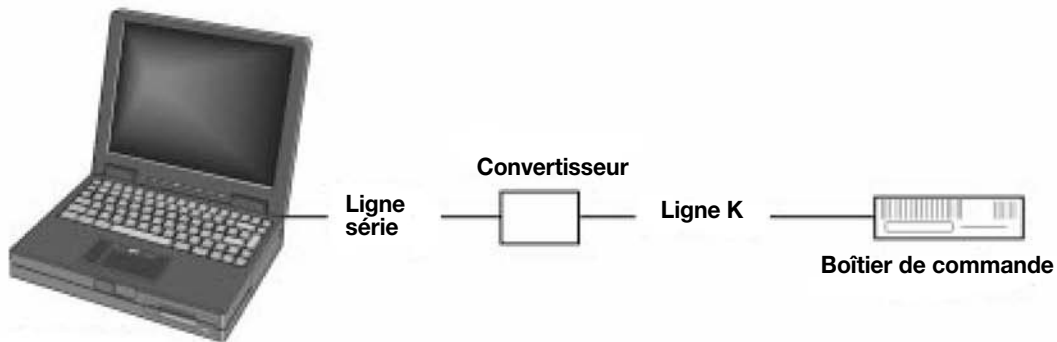 Convertisseur
Ligne
série
Ligne K
Boîtier de commande